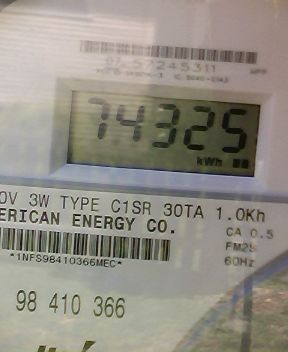 57245311
74325
kWh
0V 3W TYPE C1SR 30TA 1.0Kh
ERICAN ENERGY CO.
CA 0.5
FM2S
60Hz
*1NFS98410366MEC*
98 410 366